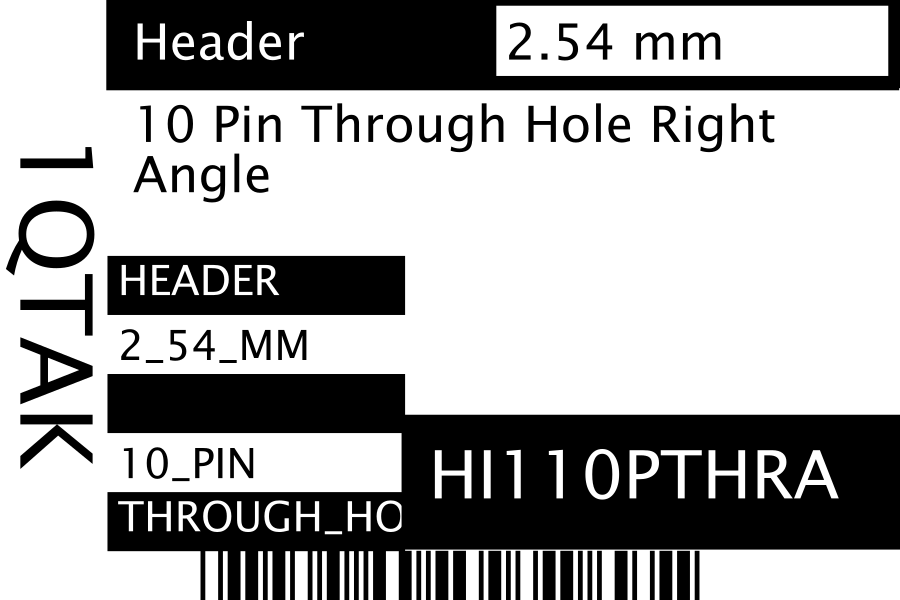 Header
2.54 mm
10 Pin Through Hole Right
Angle
1QTAK
HEADER
2_54_MM
10_PIN
THROUGH_HO
HI110PTHRA